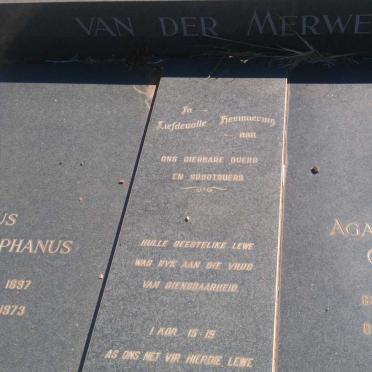 VAN DER MERWE
In
Liefdevolle Herinnering
aan
ONS DIERBARE OUERS
EN GROOTOUERS
HULLE GEESTELIKE LEWE
WAS RYK AAN DIE VRUG
VAN DIENSBAARHEID.
1 KOR. 15-19
AS ONS NET VIR HIERDIE LEWE
US
PHANUS
1897
1973
AGA